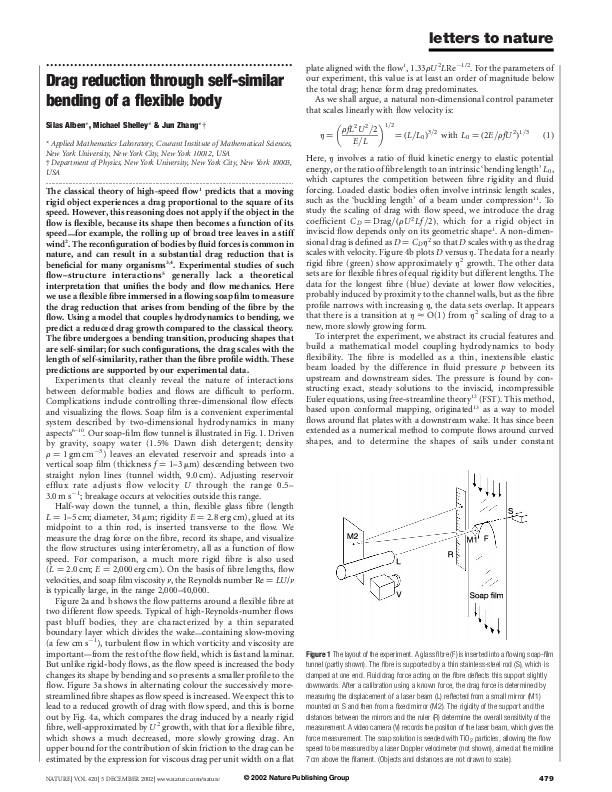 letters to nature
Drag reduction through self-similar
bending of a flexible body
Silas Alben*, Michael Shelley* & Jun Zhang*†
* Applied Mathematics Laboratory, Courant Institute of Mathematical Sciences,
New York University, New York City, New York 10012, USA
† Department of Physics, New York University, New York City, New York 10003,
USA
The classical theory of high-speed flow¹ predicts that a moving
rigid object experiences a drag proportional to the square of its
speed. However, this reasoning does not apply if the object in the
flow is flexible, because its shape then becomes a function of its
speed—for example, the rolling up of broad tree leaves in a stiff
wind². The reconfiguration of bodies by fluid forces is common in
nature, and can result in a substantial drag reduction that is
beneficial for many organisms³,⁴. Experimental studies of such
flow–structure interactions⁵ generally lack a theoretical
interpretation that unifies the body and flow mechanics. Here
we use a flexible fibre immersed in a flowing soap film to measure
the drag reduction that arises from bending of the fibre by the
flow. Using a model that couples hydrodynamics to bending, we
predict a reduced drag growth compared to the classical theory.
The fibre undergoes a bending transition, producing shapes that
are self-similar; for such configurations, the drag scales with the
length of self-similarity, rather than the fibre profile width. These
predictions are supported by our experimental data.
Experiments that clearly reveal the nature of interactions
between deformable bodies and flows are difficult to perform.
Complications include controlling three-dimensional flow effects
and visualizing the flows. Soap film is a convenient experimental
system described by two-dimensional hydrodynamics in many
aspects⁶⁻¹⁰. Our soap-film flow tunnel is illustrated in Fig. 1. Driven
by gravity, soapy water (1.5% Dawn dish detergent; density
ρ = 1 gm cm⁻³) leaves an elevated reservoir and spreads into a
vertical soap film (thickness f = 1–3 μm) descending between two
straight nylon lines (tunnel width, 9.0 cm). Adjusting reservoir
efflux rate adjusts flow velocity U through the range 0.5–
3.0 m s⁻¹; breakage occurs at velocities outside this range.
Half-way down the tunnel, a thin, flexible glass fibre (length
L = 1–5 cm; diameter, 34 μm; rigidity E = 2.8 erg cm), glued at its
midpoint to a thin rod, is inserted transverse to the flow. We
measure the drag force on the fibre, record its shape, and visualize
the flow structures using interferometry, all as a function of flow
speed. For comparison, a much more rigid fibre is also used
(L = 2.0 cm; E = 2,000 erg cm). On the basis of fibre lengths, flow
velocities, and soap film viscosity ν, the Reynolds number Re = LU/ν
is typically large, in the range 2,000–40,000.
Figure 2a and b shows the flow patterns around a flexible fibre at
two different flow speeds. Typical of high-Reynolds-number flows
past bluff bodies, they are characterized by a thin separated
boundary layer which divides the wake—containing slow-moving
(a few cm s⁻¹), turbulent flow in which vorticity and viscosity are
important—from the rest of the flow field, which is fast and laminar.
But unlike rigid-body flows, as the flow speed is increased the body
changes its shape by bending and so presents a smaller profile to the
flow. Figure 3a shows in alternating colour the successively more-
streamlined fibre shapes as flow speed is increased. We expect this to
lead to a reduced growth of drag with flow speed, and this is borne
out by Fig. 4a, which compares the drag induced by a nearly rigid
fibre, well-approximated by U² growth, with that for a flexible fibre,
which shows a much decreased, more slowly growing drag. An
upper bound for the contribution of skin friction to the drag can be
estimated by the expression for viscous drag per unit width on a flat
plate aligned with the flow¹, 1.33ρU²LRe⁻¹/². For the parameters of
our experiment, this value is at least an order of magnitude below
the total drag; hence form drag predominates.
As we shall argue, a natural non-dimensional control parameter
that scales linearly with flow velocity is:
η = (ρfL²U²/2 / E/L)^1/2 = (L/L₀)^3/2 with L₀ = (2E/ρfU²)^1/3 (1)
Here, η involves a ratio of fluid kinetic energy to elastic potential
energy, or the ratio of fibre length to an intrinsic 'bending length' L₀,
which captures the competition between fibre rigidity and fluid
forcing. Loaded elastic bodies often involve intrinsic length scales,
such as the 'buckling length' of a beam under compression¹¹. To
study the scaling of drag with flow speed, we introduce the drag
coefficient C_D = Drag/(ρU²Lf/2), which for a rigid object in
inviscid flow depends only on its geometric shape¹. A non-dimen-
sional drag is defined as D = C_Dη² so that D scales with η as the drag
scales with velocity. Figure 4b plots D versus η. The data for a nearly
rigid fibre (green) show approximately η² growth. The other data
sets are for flexible fibres of equal rigidity but different lengths. The
data for the longest fibre (blue) deviate at lower flow velocities,
probably induced by proximity to the channel walls, but as the fibre
profile narrows with increasing η, the data sets overlap. It appears
that there is a transition at η ≈ O(1) from η² scaling of drag to a
new, more slowly growing form.
To interpret the experiment, we abstract its crucial features and
build a mathematical model coupling hydrodynamics to body
flexibility. The fibre is modelled as a thin, inextensible elastic
beam loaded by the difference in fluid pressure p between its
upstream and downstream sides. The pressure is found by con-
structing exact, steady solutions to the inviscid, incompressible
Euler equations, using free-streamline theory¹² (FST). This method,
based upon conformal mapping, originated¹³ as a way to model
flows around flat plates with a downstream wake. It has since been
extended as a numerical method to compute flows around curved
shapes, and to determine the shapes of sails under constant
M2
M1
F
S
R
L
V
Soap film
Figure 1 The layout of the experiment. A glass fibre (F) is inserted into a flowing soap-film
tunnel (partly shown). The fibre is supported by a thin stainless-steel rod (S), which is
clamped at one end. Fluid drag force acting on the fibre deflects this support slightly
downwards. After a calibration using a known force, the drag force is determined by
measuring the displacement of a laser beam (L) reflected from a small mirror (M1)
mounted on S and then from a fixed mirror (M2). The rigidity of the support and the
distances between the mirrors and the ruler (R) determine the overall sensitivity of the
measurement. A video camera (V) records the position of the laser beam, which gives the
force measurement. The soap solution is seeded with TiO₂ particles, allowing the flow
speed to be measured by a laser Doppler velocimeter (not shown), aimed at the midline
7 cm above the filament. (Objects and distances are not drawn to scale).
NATURE | VOL 420 | 5 DECEMBER 2002 | www.nature.com/nature
© 2002 Nature Publishing Group
479